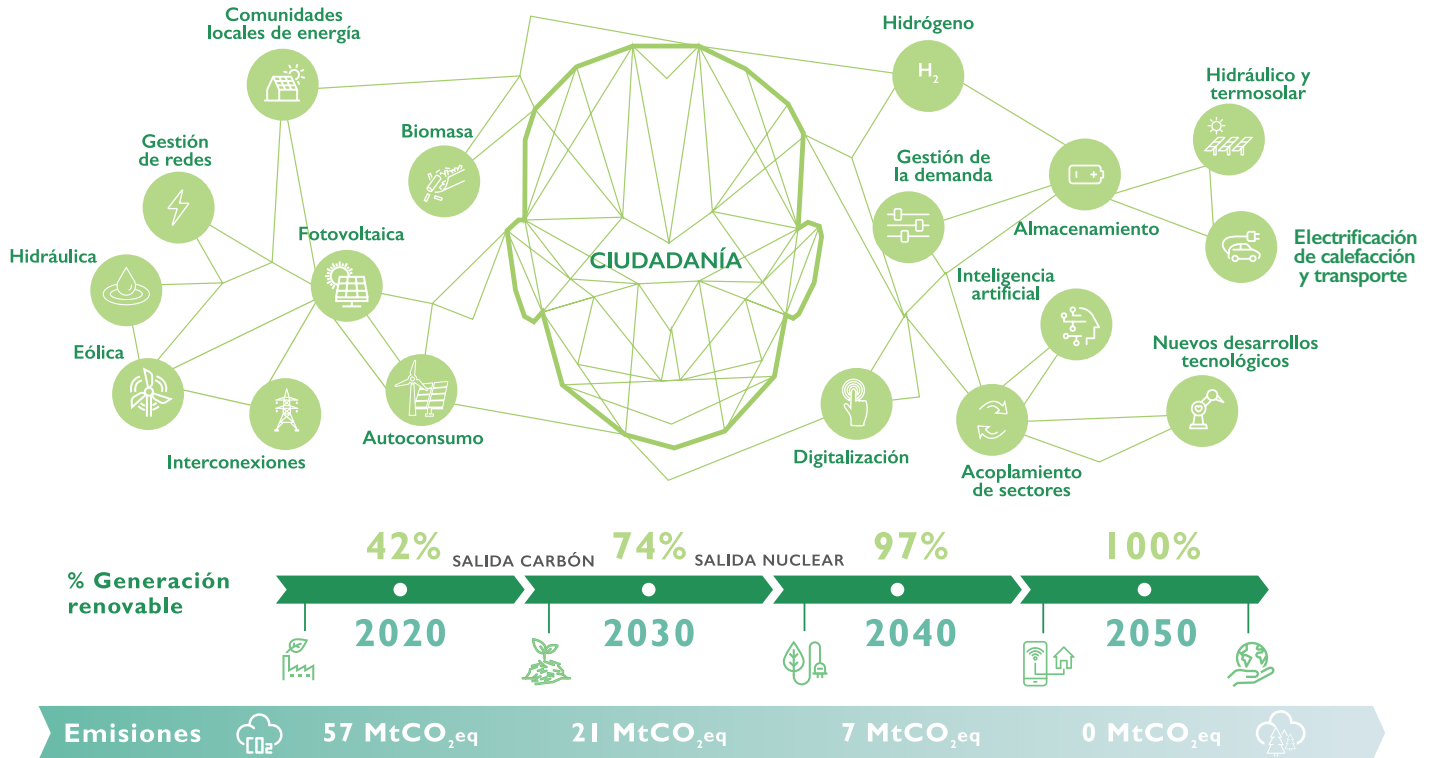 Comunidades
locales de energía
Hidrógeno
H₂
Hidráulico y
termosolar
Gestión
de redes
Biomasa
Gestión de
la demanda
Almacenamiento
Hidráulica
Fotovoltaica
CIUDADANÍA
Electrificación
de calefacción
y transporte
Inteligencia
artificial
Eólica
Nuevos desarrollos
tecnológicos
Autoconsumo
Interconexiones
Digitalización
Acoplamiento
de sectores
% Generación
renovable
42% SALIDA CARBÓN 74% SALIDA NUCLEAR 97% 100%
2020 2030 2040 2050
Emisiones CO₂ 57 MtCO₂eq 21 MtCO₂eq 7 MtCO₂eq 0 MtCO₂eq